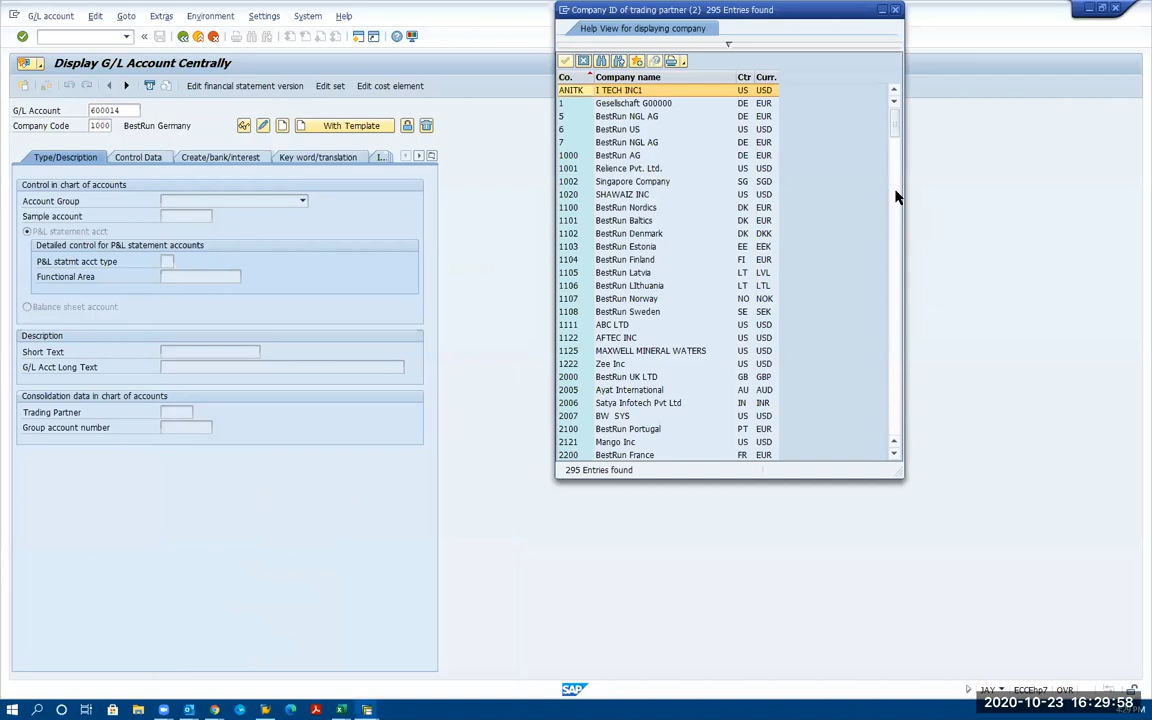 G/L account Edit Goto Extras Environment Settings System Help
Display G/L Account Centrally
Edit financial statement version Edit set Edit cost element
G/L Account 600014
Company Code 1000 BestRun Germany With Template
Type/Description Control Data Create/bank/interest Key word/translation I...
Control in chart of accounts
Account Group
Sample account
P&L statement acct
Detailed control for P&L statement accounts
P&L statmt acct type
Functional Area
Balance sheet account
Description
Short Text
G/L Acct Long Text
Consolidation data in chart of accounts
Trading Partner
Group account number
Company ID of trading partner (2) 295 Entries found
Help View for displaying company
Co. Company name Ctr Curr.
ANITK I TECH INC1 US USD
1 Gesellschaft G00000 DE EUR
5 BestRun NGL AG DE EUR
6 BestRun US US USD
7 BestRun NGL AG DE EUR
1000 BestRun AG DE EUR
1001 Relience Pvt. Ltd. US USD
1002 Singapore Company SG SGD
1020 SHAWAIZ INC US USD
1100 BestRun Nordics DK EUR
1101 BestRun Baltics DK EUR
1102 BestRun Denmark DK DKK
1103 BestRun Estonia EE EEK
1104 BestRun Finland FI EUR
1105 BestRun Latvia LT LVL
1106 BestRun LIthuania LT LTL
1107 BestRun Norway NO NOK
1108 BestRun Sweden SE SEK
1111 ABC LTD US USD
1122 AFTEC INC US USD
1125 MAXWELL MINERAL WATERS US USD
1222 Zee Inc US USD
2000 BestRun UK LTD GB GBP
2005 Ayat International AU AUD
2006 Satya Infotech Pvt Ltd IN INR
2007 BW SYS US USD
2100 BestRun Portugal PT EUR
2121 Mango Inc US USD
2200 BestRun France FR EUR
295 Entries found
SAP
JAY ECCEhp7 OVR
2020-10-23 16:29:58